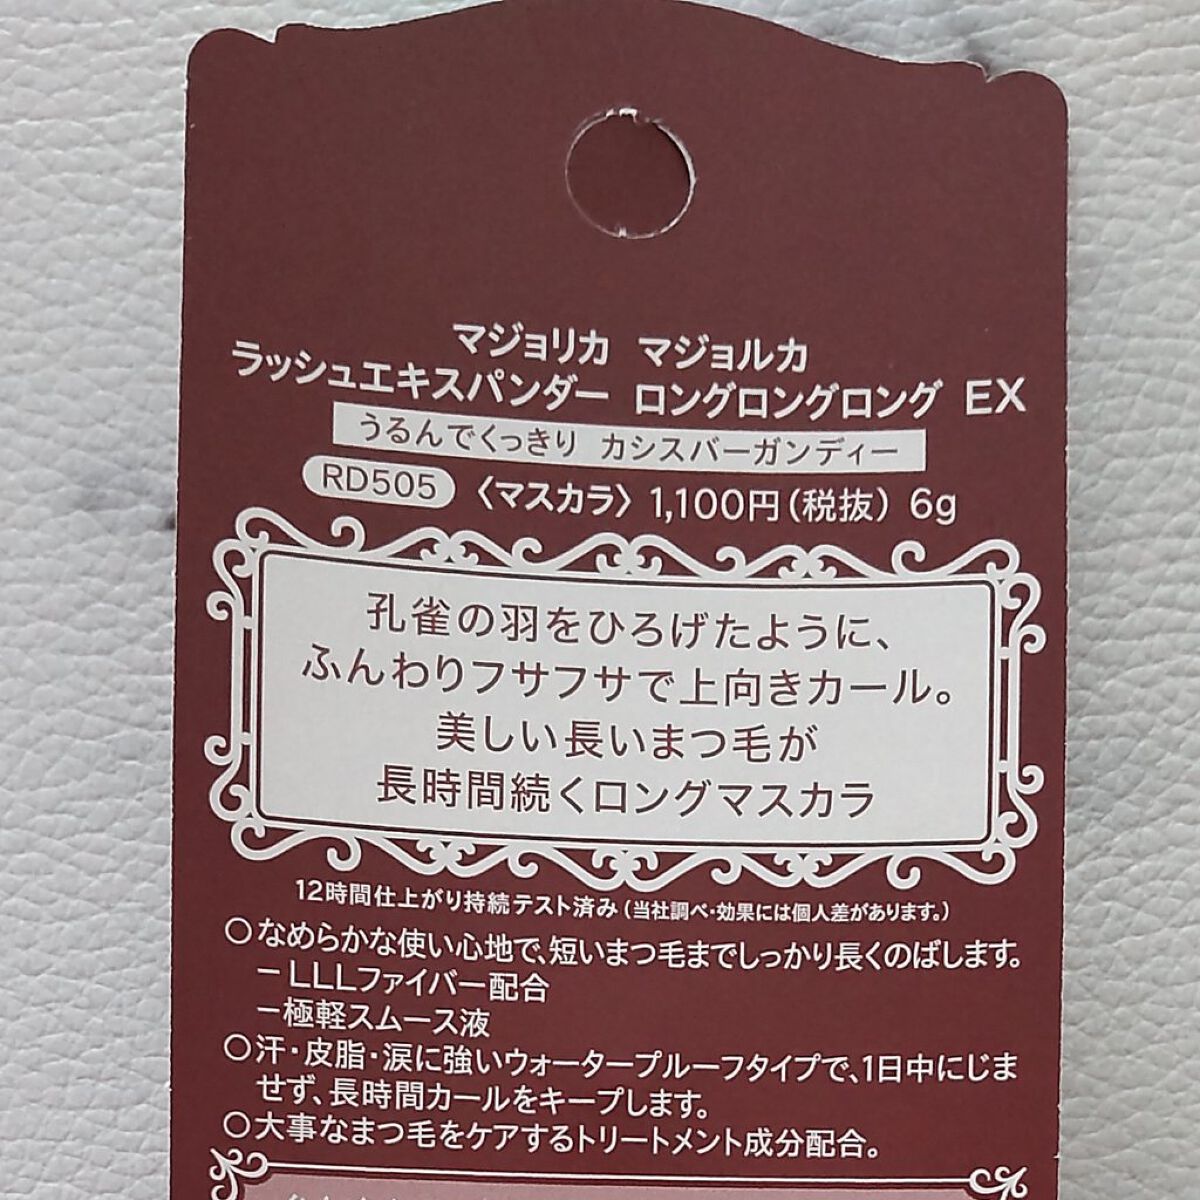 マジョリカ マジョルカ
ラッシュエキスパンダー ロングロングロング EX
うるんでくっきり カシスバーガンディー
RD505 〈マスカラ〉 1,100円(税抜) 6g
孔雀の羽をひろげたように、
ふんわりフサフサで上向きカール。
美しい長いまつ毛が
長時間続くロングマスカラ
12時間仕上がり持続テスト済み(当社調べ・効果には個人差があります。)
○なめらかな使い心地で、短いまつ毛までしっかり長くのばします。
－LLLファイバー配合
－極軽スムース液
○汗・皮脂・涙に強いウォータープルーフタイプで、1日中にじま
せず、長時間カールをキープします。
○大事なまつ毛をケアするトリートメント成分配合。